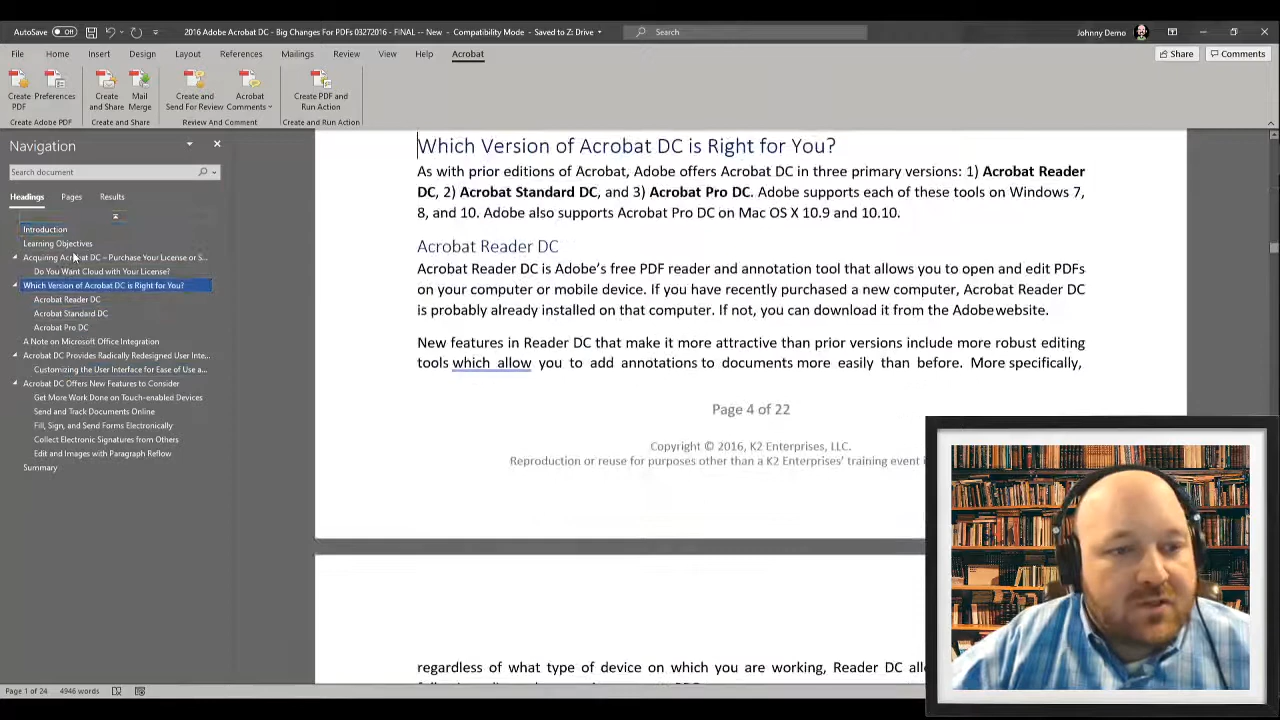 AutoSave Off 2016 Adobe Acrobat DC - Big Changes For PDFs 03272016 - FINAL -- New - Compatibility Mode - Saved to Z: Drive Search Johnny Demo
File Home Insert Design Layout References Mailings Review View Help Acrobat Share Comments
Create PDF
Preferences
Create and Share
Mail Merge
Create and Send For Review
Acrobat Comments
Create PDF and Run Action
Create Adobe PDF Create and Share Review And Comment Create and Run Action
Navigation
Search document
Headings Pages Results
Introduction
Learning Objectives
Acquiring Acrobat DC – Purchase Your License or S...
Do You Want Cloud with Your License?
Which Version of Acrobat DC is Right for You?
Acrobat Reader DC
Acrobat Standard DC
Acrobat Pro DC
A Note on Microsoft Office Integration
Acrobat DC Provides Radically Redesigned User Inte...
Customizing the User Interface for Ease of Use a...
Acrobat DC Offers New Features to Consider
Get More Work Done on Touch-enabled Devices
Send and Track Documents Online
Fill, Sign, and Send Forms Electronically
Collect Electronic Signatures from Others
Edit and Images with Paragraph Reflow
Summary
Which Version of Acrobat DC is Right for You?
As with prior editions of Acrobat, Adobe offers Acrobat DC in three primary versions: 1) Acrobat Reader
DC, 2) Acrobat Standard DC, and 3) Acrobat Pro DC. Adobe supports each of these tools on Windows 7,
8, and 10. Adobe also supports Acrobat Pro DC on Mac OS X 10.9 and 10.10.
Acrobat Reader DC
Acrobat Reader DC is Adobe’s free PDF reader and annotation tool that allows you to open and edit PDFs
on your computer or mobile device. If you have recently purchased a new computer, Acrobat Reader DC
is probably already installed on that computer. If not, you can download it from the Adobe website.
New features in Reader DC that make it more attractive than prior versions include more robust editing
tools which allow you to add annotations to documents more easily than before. More specifically,
Page 4 of 22
Copyright © 2016, K2 Enterprises, LLC.
Reproduction or reuse for purposes other than a K2 Enterprises’ training event
regardless of what type of device on which you are working, Reader DC
Page 1 of 24 4946 words